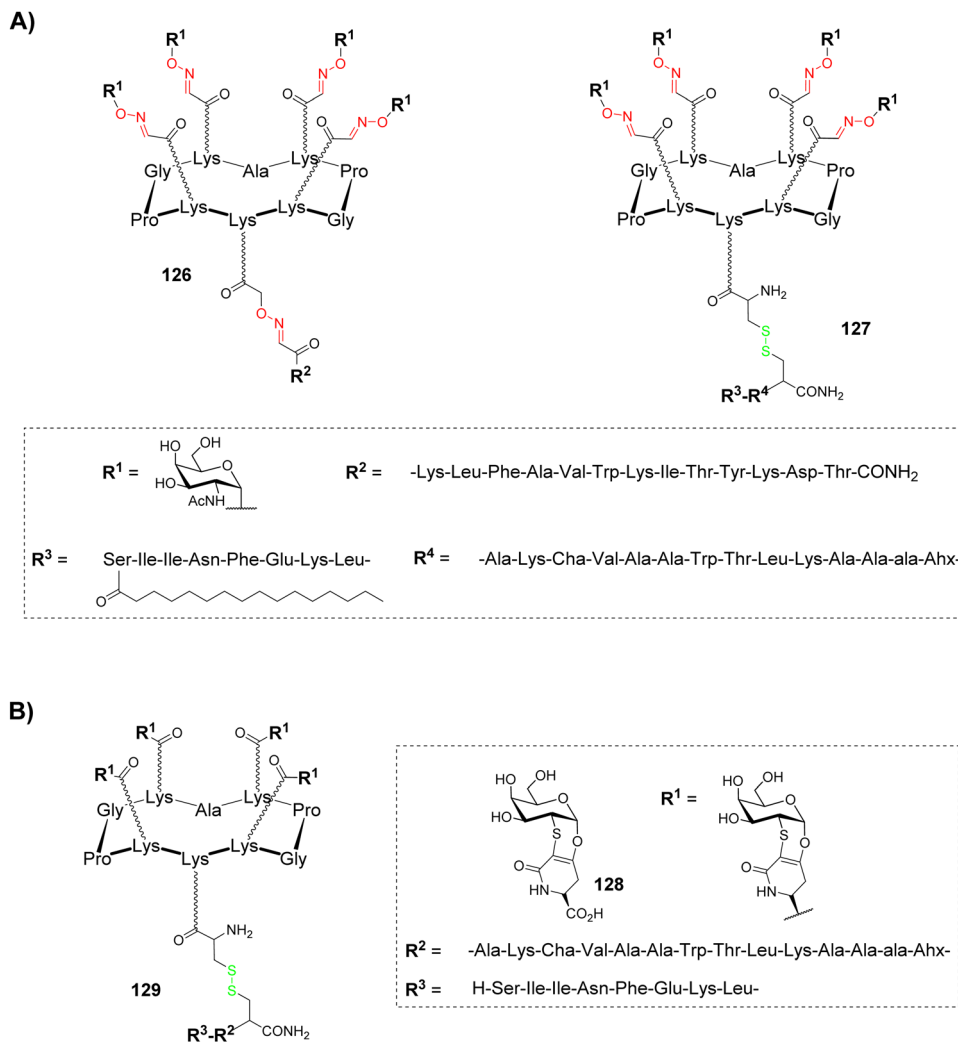 A)
R¹ R¹ R¹ R¹
O N N O O N N O
R¹ R¹ R¹ R¹
O N O O N O O N O O N O
O O O O
Lys Lys Lys Lys
Gly Ala Pro Gly Ala Pro
Pro Lys Lys Lys Gly Pro Lys Lys Lys Gly
126
O O NH₂
O N S 127
O S
R² R³-R⁴ CONH₂
R¹ = HO OH O HO AcNH
R² = -Lys-Leu-Phe-Ala-Val-Trp-Lys-Ile-Thr-Tyr-Lys-Asp-Thr-CONH₂
R³ = Ser-Ile-Ile-Asn-Phe-Glu-Lys-Leu-
O
R⁴ = -Ala-Lys-Cha-Val-Ala-Ala-Trp-Thr-Leu-Lys-Ala-Ala-ala-Ahx-
B)
R¹ O O R¹
R¹ O O R¹
Gly Lys Ala Lys Pro
Pro Lys Lys Lys Gly
O NH₂
129 S
S
R³-R² CONH₂
HO OH O HO S O O HN CO₂H
128
R¹ = HO OH O HO S O O HN
R² = -Ala-Lys-Cha-Val-Ala-Ala-Trp-Thr-Leu-Lys-Ala-Ala-ala-Ahx-
R³ = H-Ser-Ile-Ile-Asn-Phe-Glu-Lys-Leu-